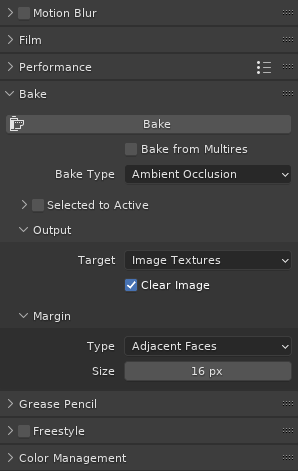 Motion Blur
Film
Performance
Bake
Bake
Bake from Multires
Bake Type Ambient Occlusion
Selected to Active
Output
Target Image Textures
Clear Image
Margin
Type Adjacent Faces
Size 16 px
Grease Pencil
Freestyle
Color Management